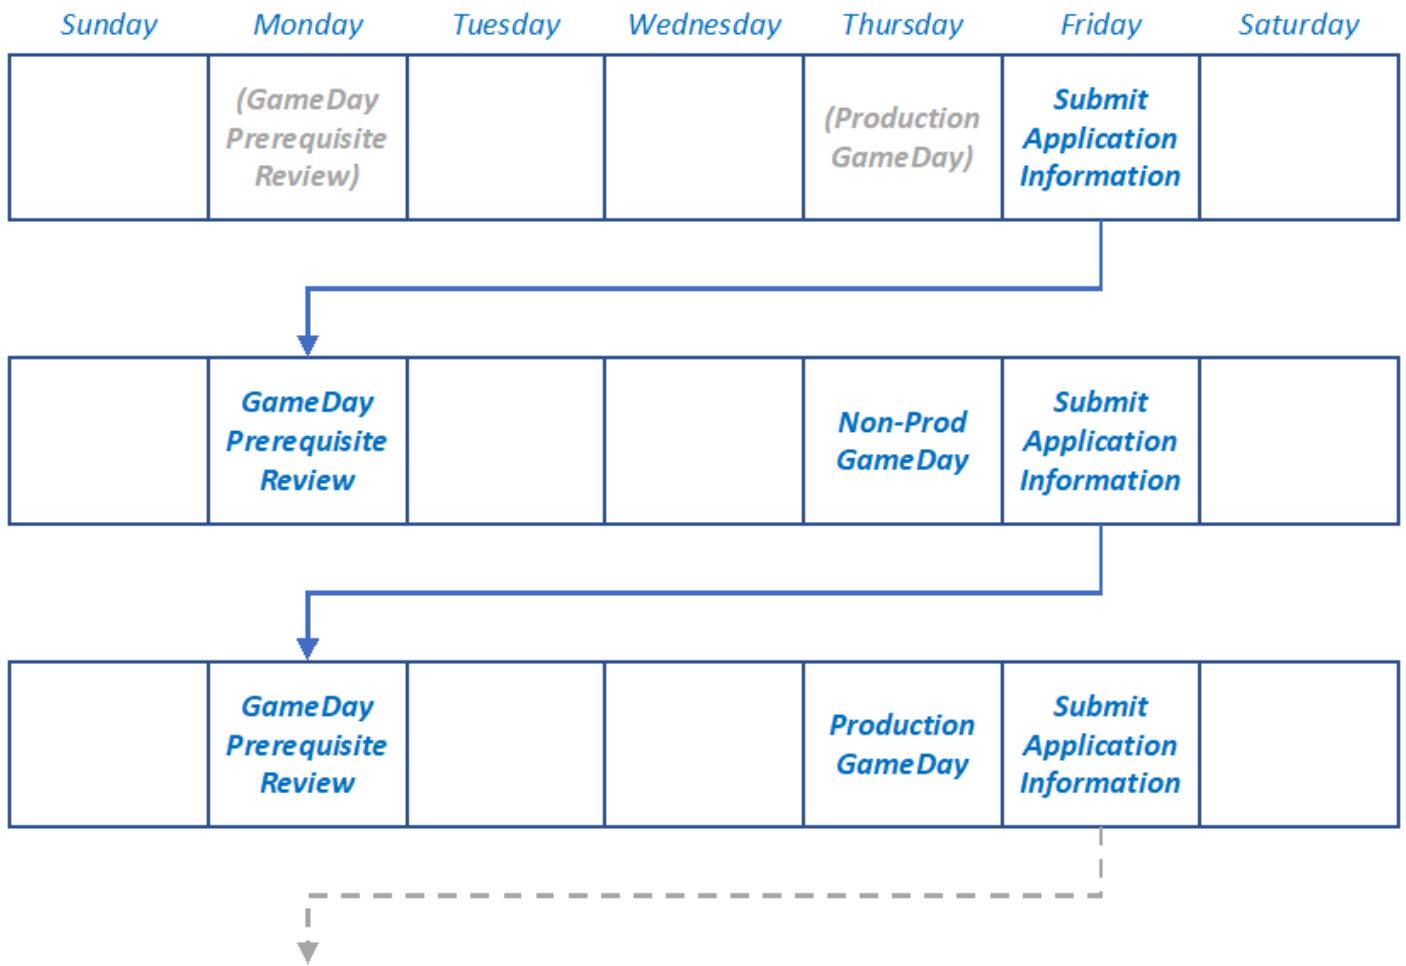 Sunday Monday Tuesday Wednesday Thursday Friday Saturday
(GameDay
Prerequisite
Review)
(Production
GameDay)
Submit
Application
Information
GameDay
Prerequisite
Review
Non-Prod
GameDay
Submit
Application
Information
GameDay
Prerequisite
Review
Production
GameDay
Submit
Application
Information